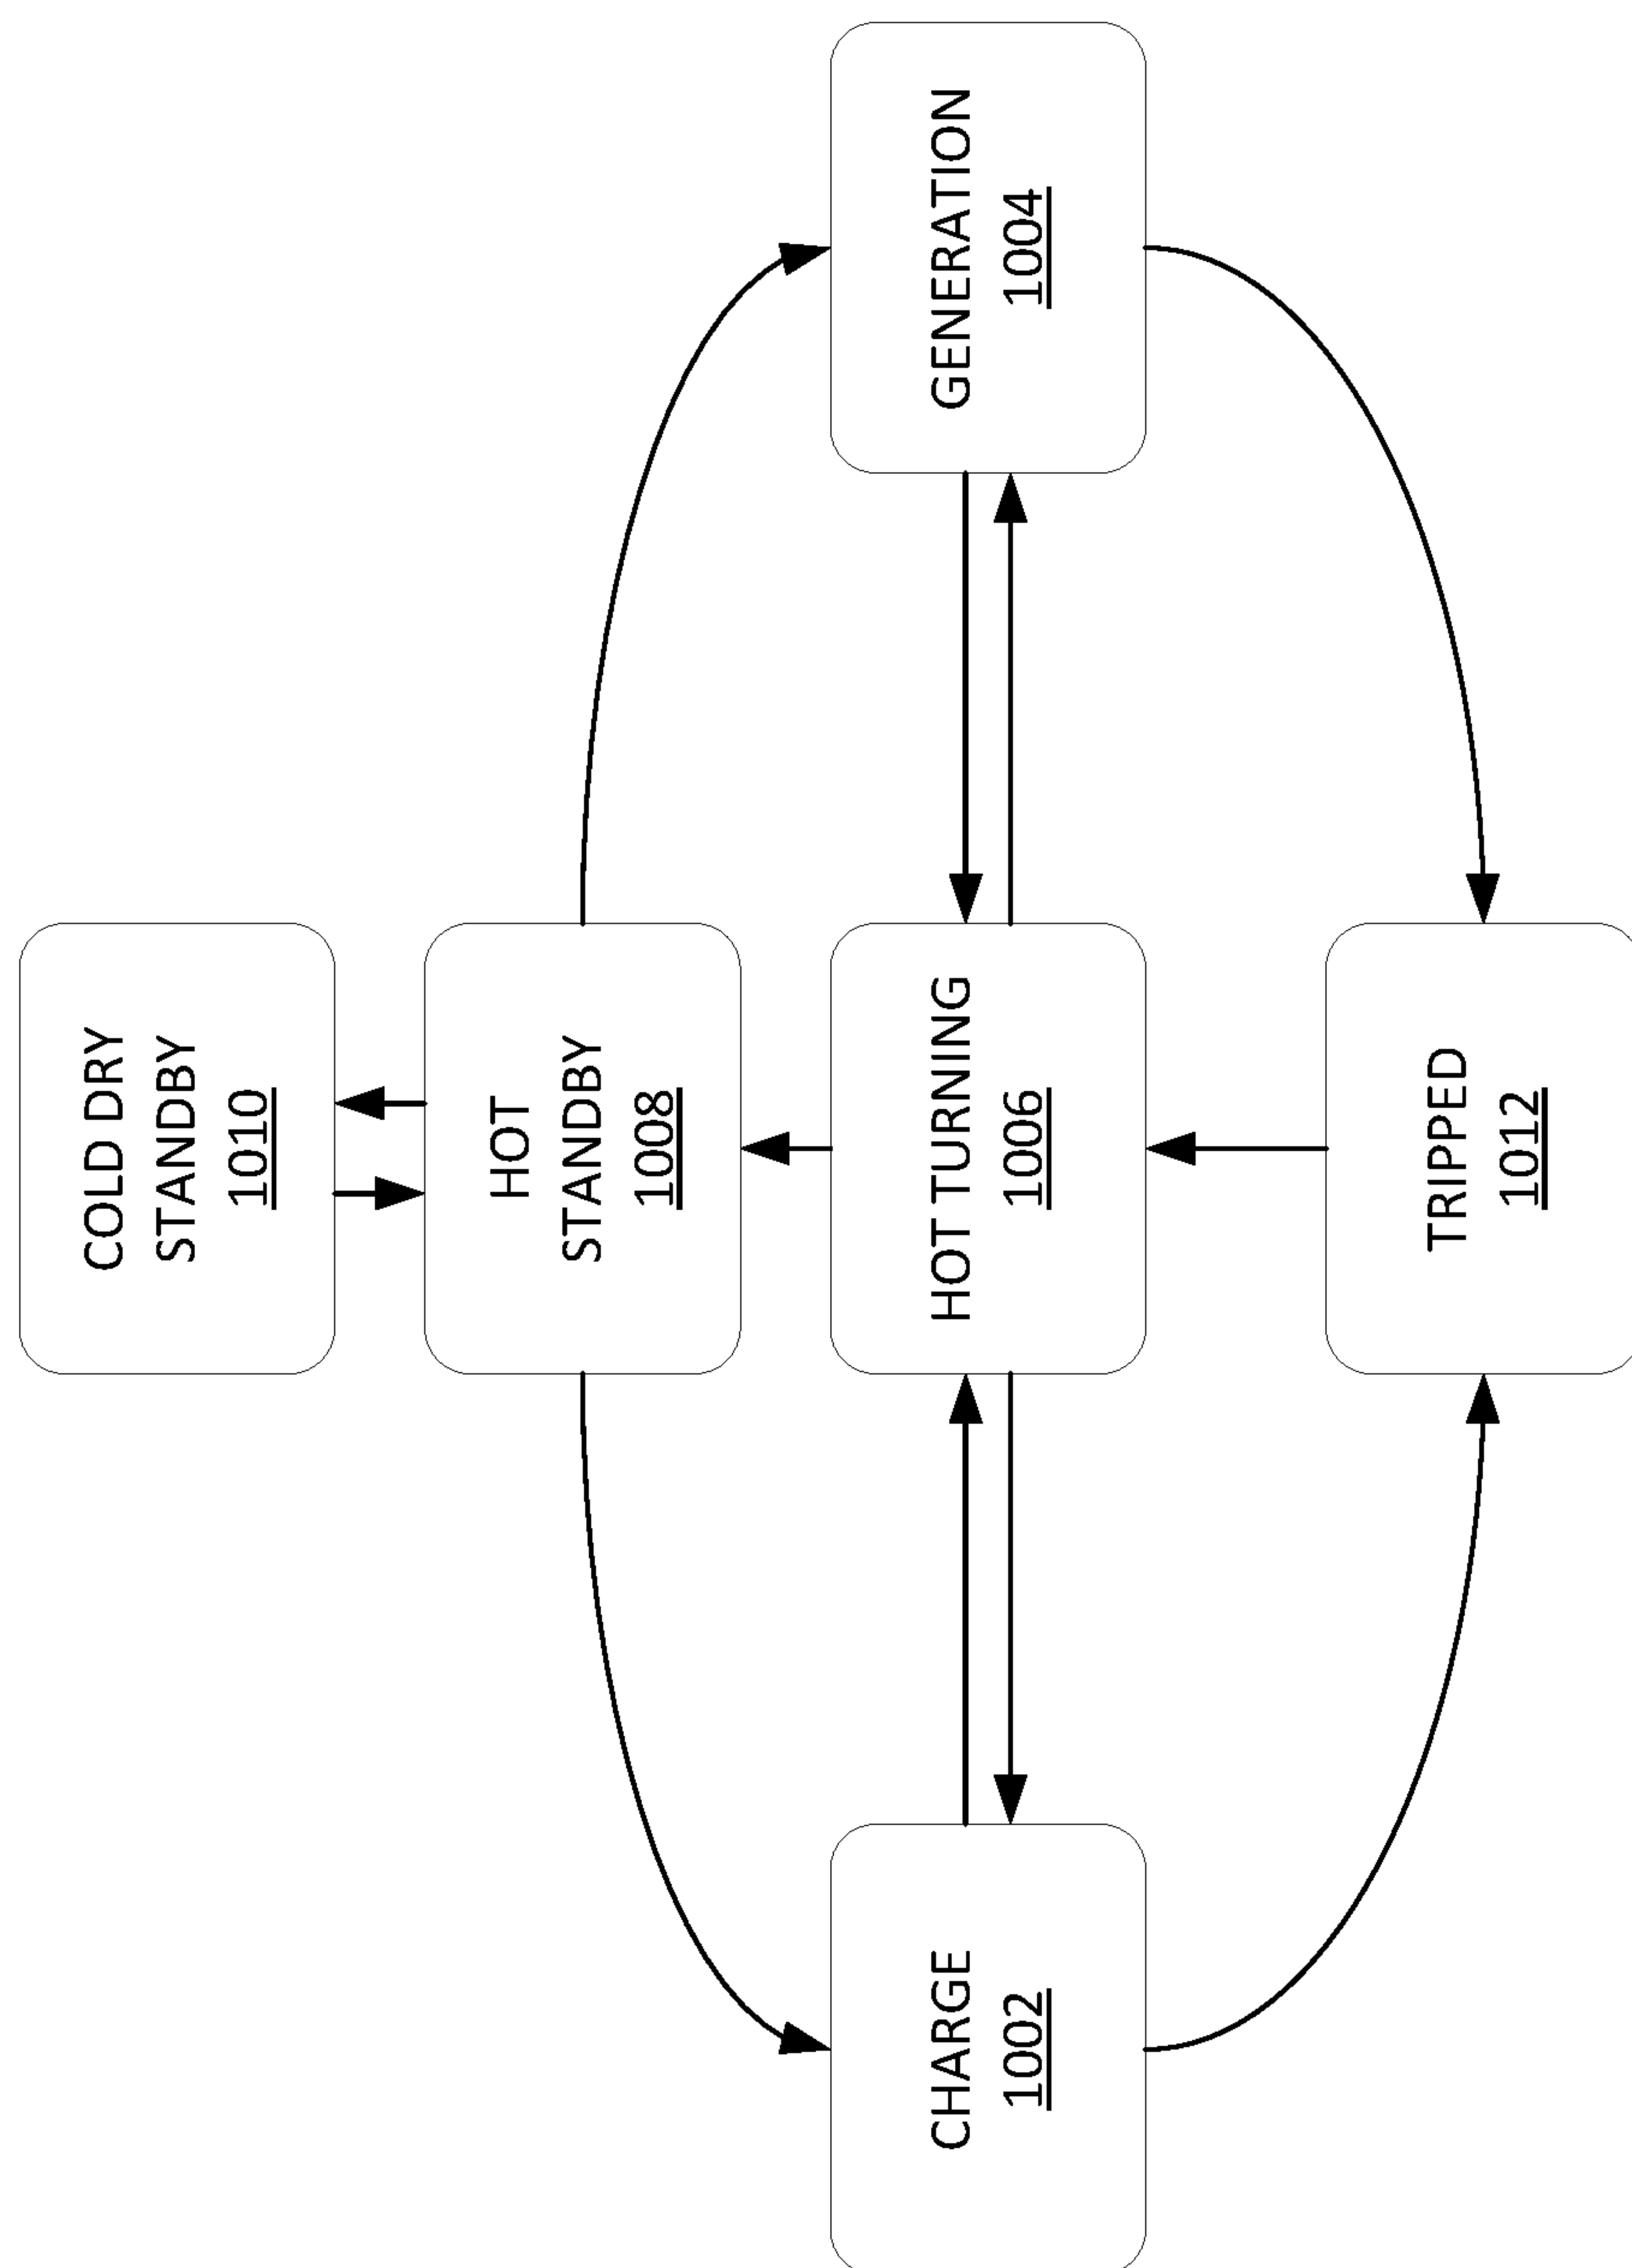 COLD DRY
STANDBY
1010
HOT
STANDBY
1008
CHARGE
1002
HOT TURNING
1006
GENERATION
1004
TRIPPED
1012